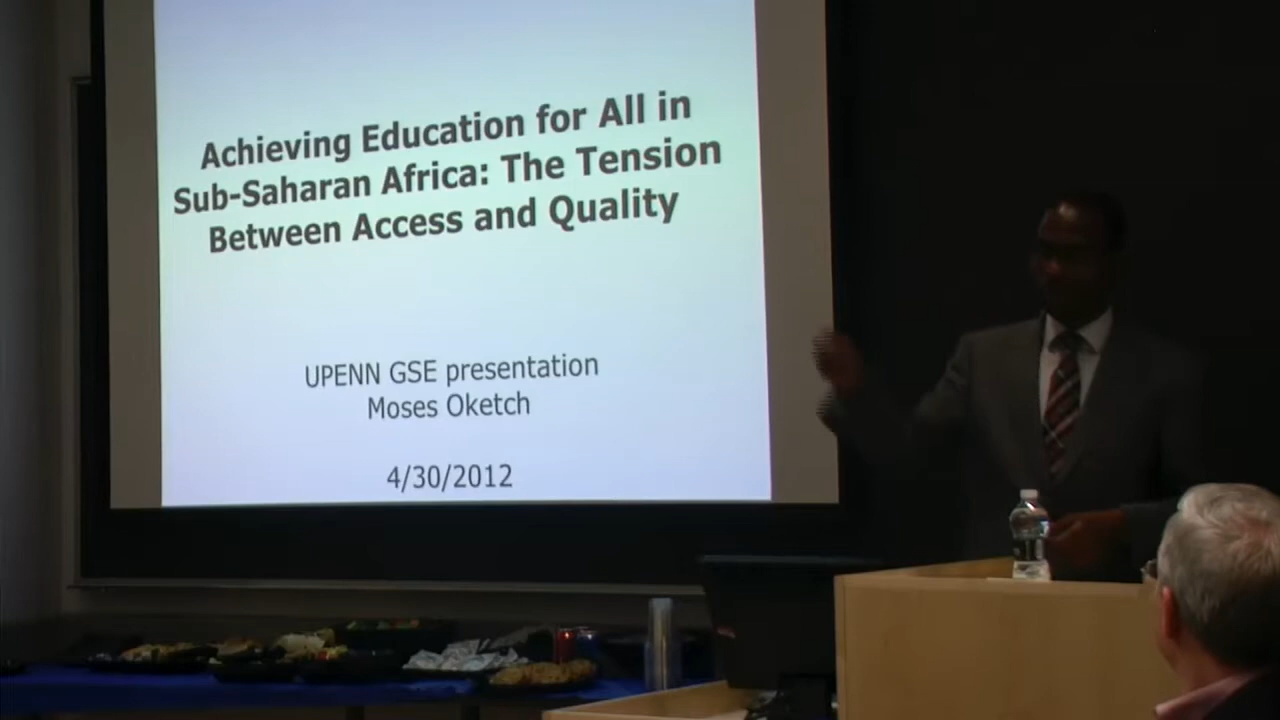 Achieving Education for All in
Sub-Saharan Africa: The Tension
Between Access and Quality
UPENN GSE presentation
Moses Oketch
4/30/2012